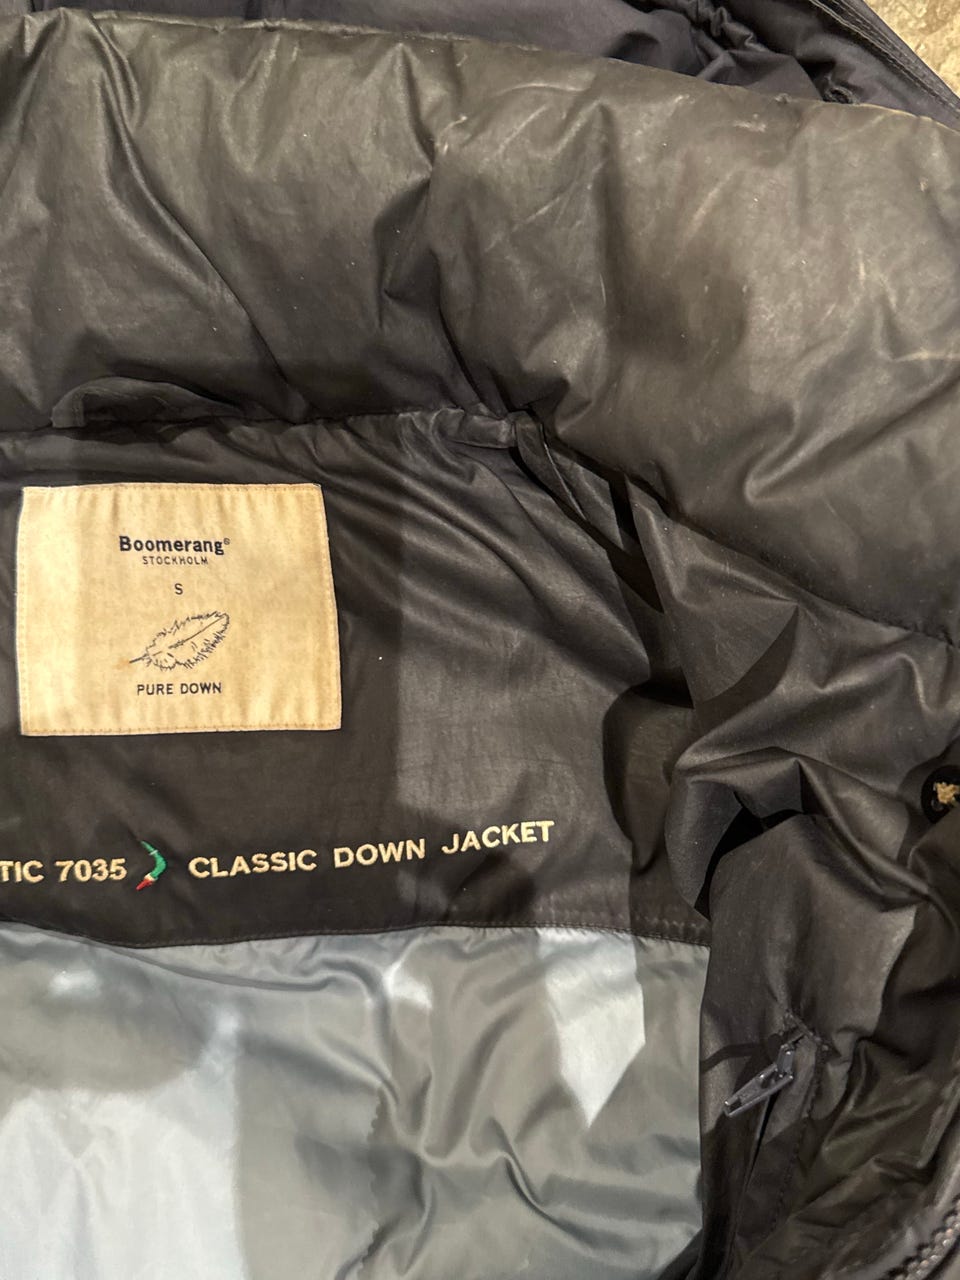 Boomerang®
STOCKHOLM
S
PURE DOWN
TIC 7035 CLASSIC DOWN JACKET